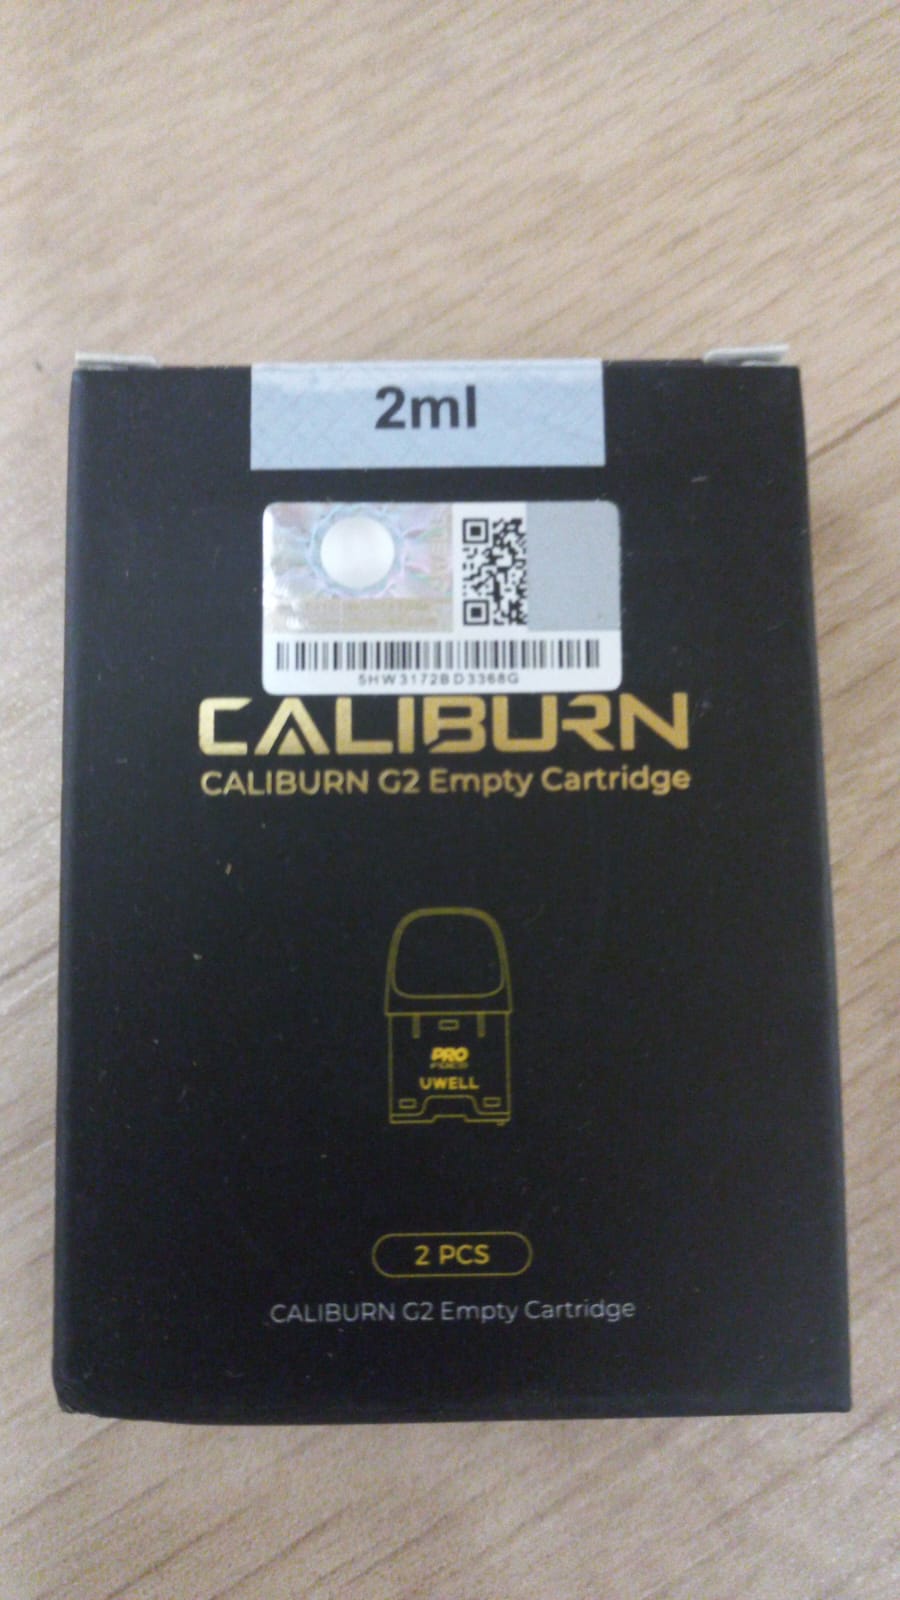 2ml
5HW3172BD3368G
CALIBURN
CALIBURN G2 Empty Cartridge
PRO
UWELL
2 PCS
CALIBURN G2 Empty Cartridge